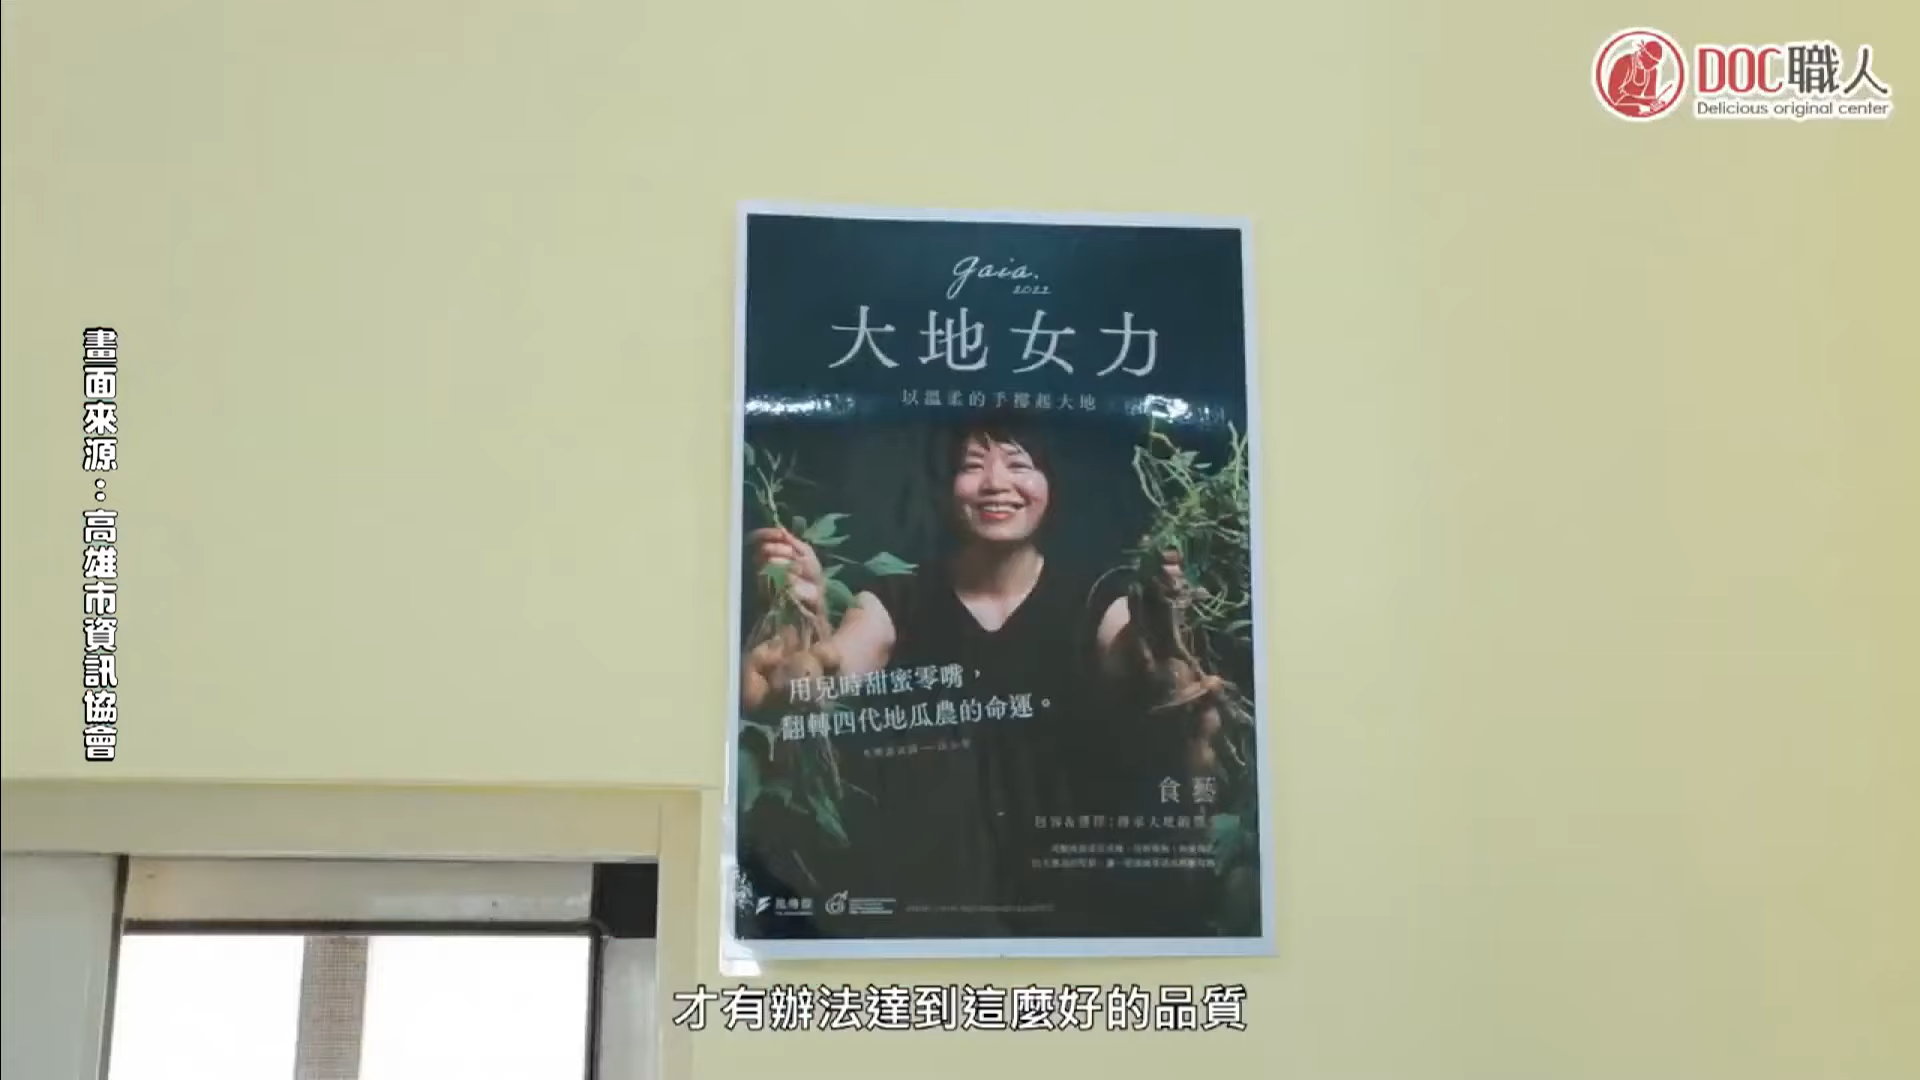 DOC職人
Delicious original center
畫面來源：高雄市資訊協會
gaia.
2022
大地女力
以溫柔的手撐起大地
用兒時甜蜜零嘴，
翻轉四代地瓜農的命運。
食藝
才有辦法達到這麼好的品質